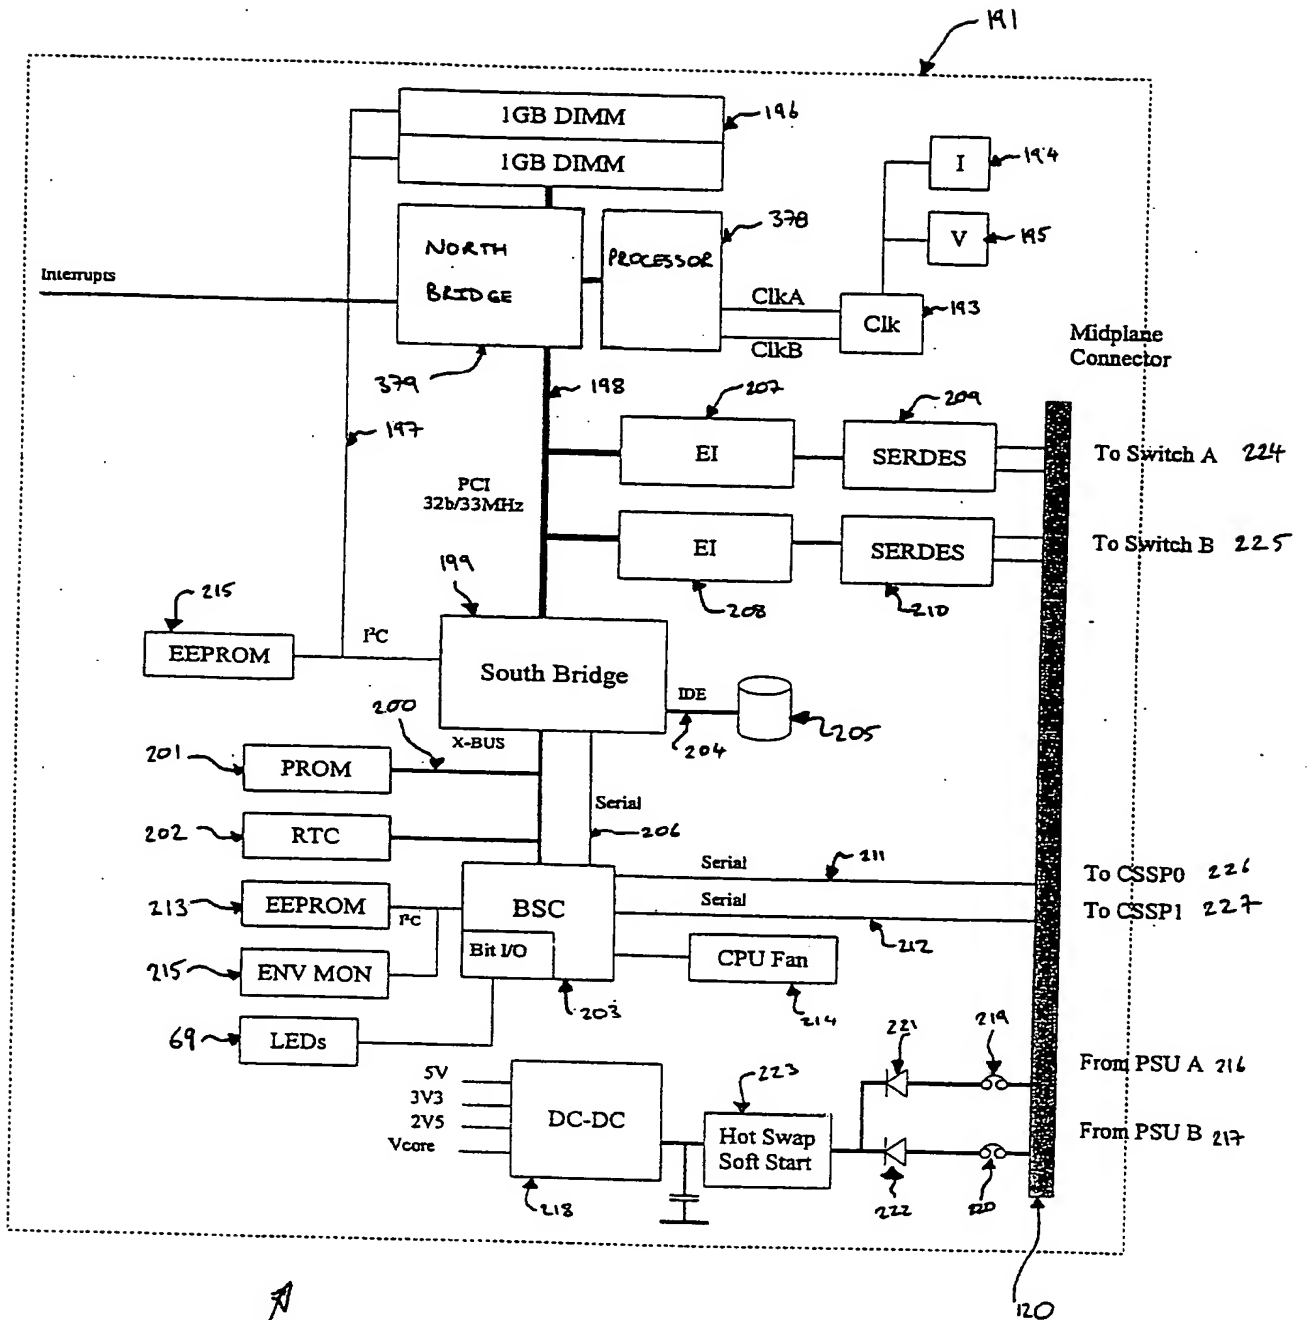 191
1GB DIMM
196
1GB DIMM
I
194
378
V
195
NORTH
BRIDGE
PROCESSOR
Interrupts
ClkA
Clk
193
ClkB
Midplane
Connector
379
198
207
209
197
EI
SERDES
To Switch A 224
PCI
32b/33MHz
EI
SERDES
To Switch B 225
199
208
210
215
EEPROM
I²C
South Bridge
IDE
200
204
205
X-BUS
201
PROM
Serial
202
RTC
206
Serial
211
To CSSP0 226
213
EEPROM
I²C
BSC
Serial
To CSSP1 227
212
Bit I/O
CPU Fan
215
ENV MON
203
214
69
LEDs
221
219
From PSU A 216
5V
3V3
2V5
Vcore
DC-DC
223
Hot Swap
Soft Start
From PSU B 217
218
222
220
120